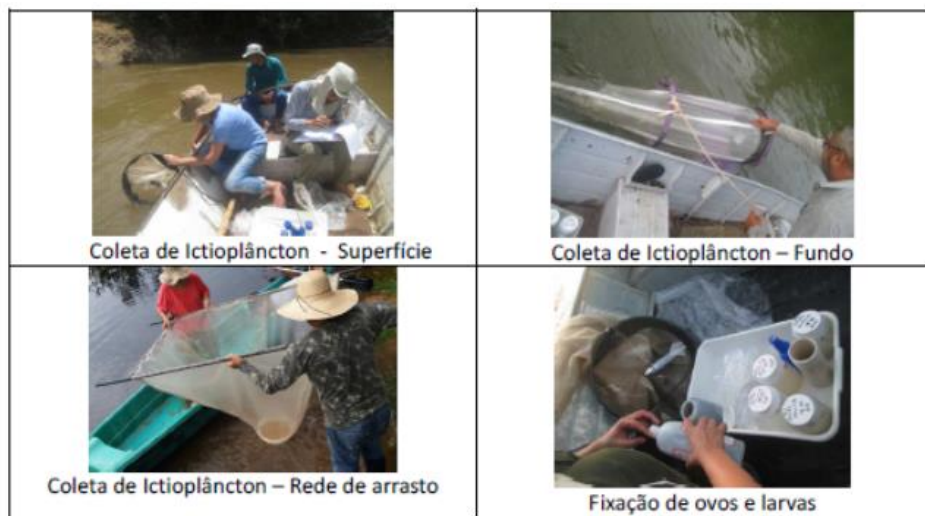 Coleta de Ictioplâncton - Superfície
Coleta de Ictioplâncton – Fundo
Coleta de Ictioplâncton – Rede de arrasto
Fixação de ovos e larvas